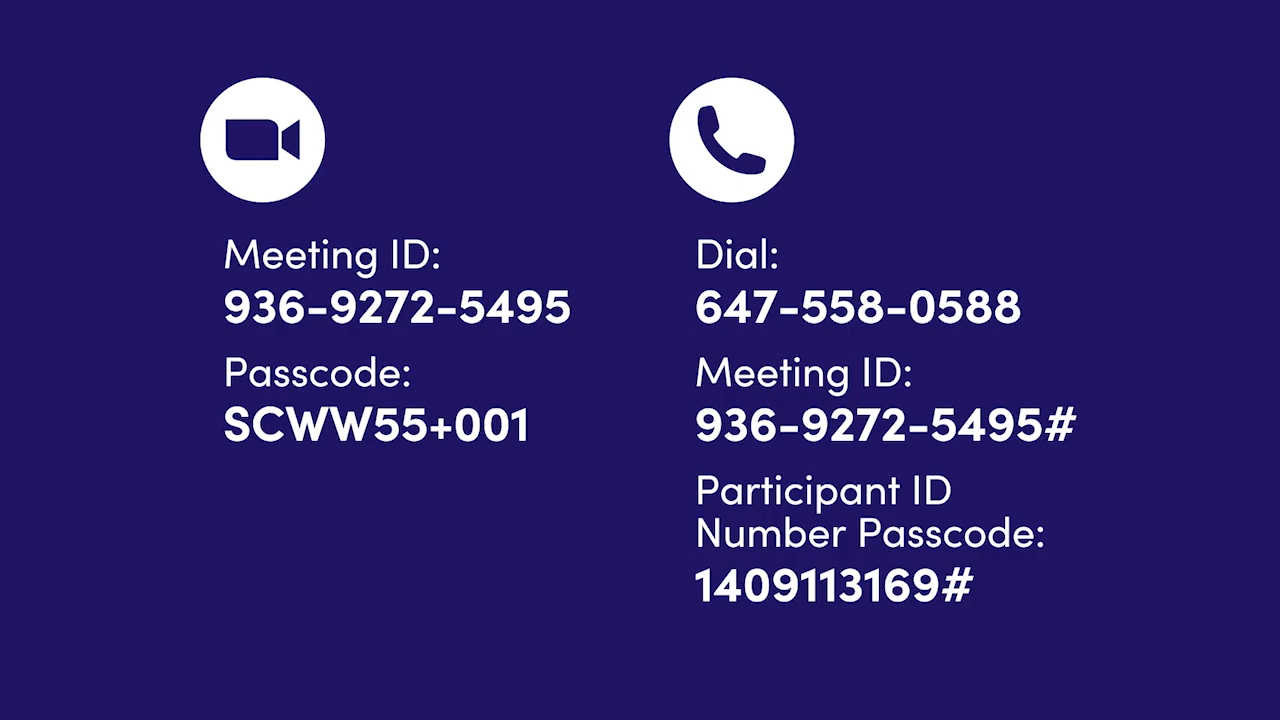 Meeting ID:
936-9272-5495
Passcode:
SCWW55+001
Dial:
647-558-0588
Meeting ID:
936-9272-5495#
Participant ID
Number Passcode:
1409113169#